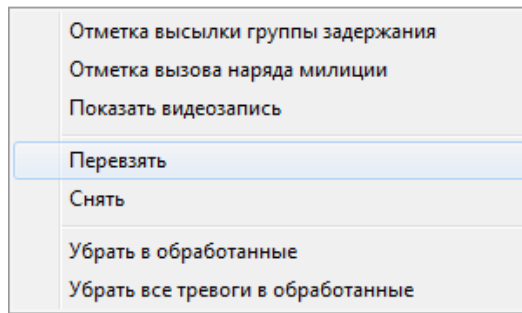 Отметка высылки группы задержания
Отметка вызова наряда милиции
Показать видеозапись
Перевзять
Снять
Убрать в обработанные
Убрать все тревоги в обработанные